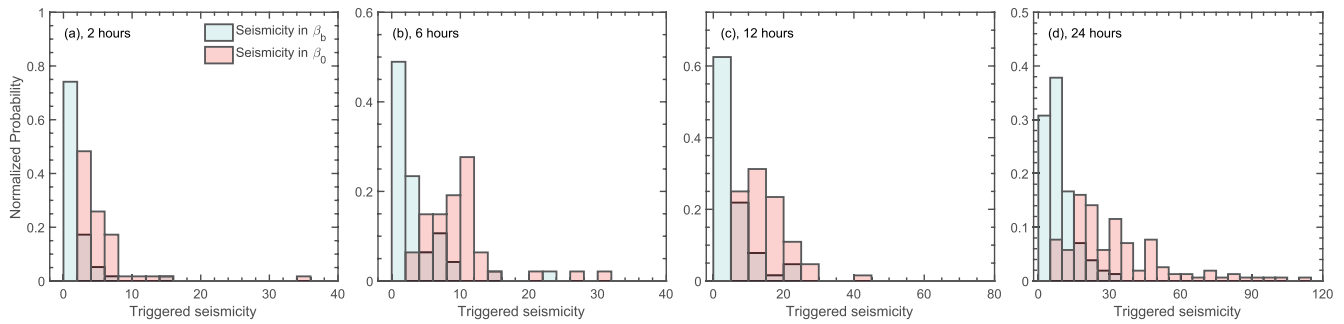 (a), 2 hours
Seismicity in β_b
Seismicity in β_0
Normalized Probability
0 0.2 0.4 0.6 0.8 1
0 10 20 30 40
Triggered seismicity
(b), 6 hours
0 0.2 0.4 0.6
0 10 20 30 40
Triggered seismicity
(c), 12 hours
0 0.2 0.4 0.6
0 20 40 60 80
Triggered seismicity
(d), 24 hours
0 0.1 0.2 0.3 0.4 0.5
0 30 60 90 120
Triggered seismicity